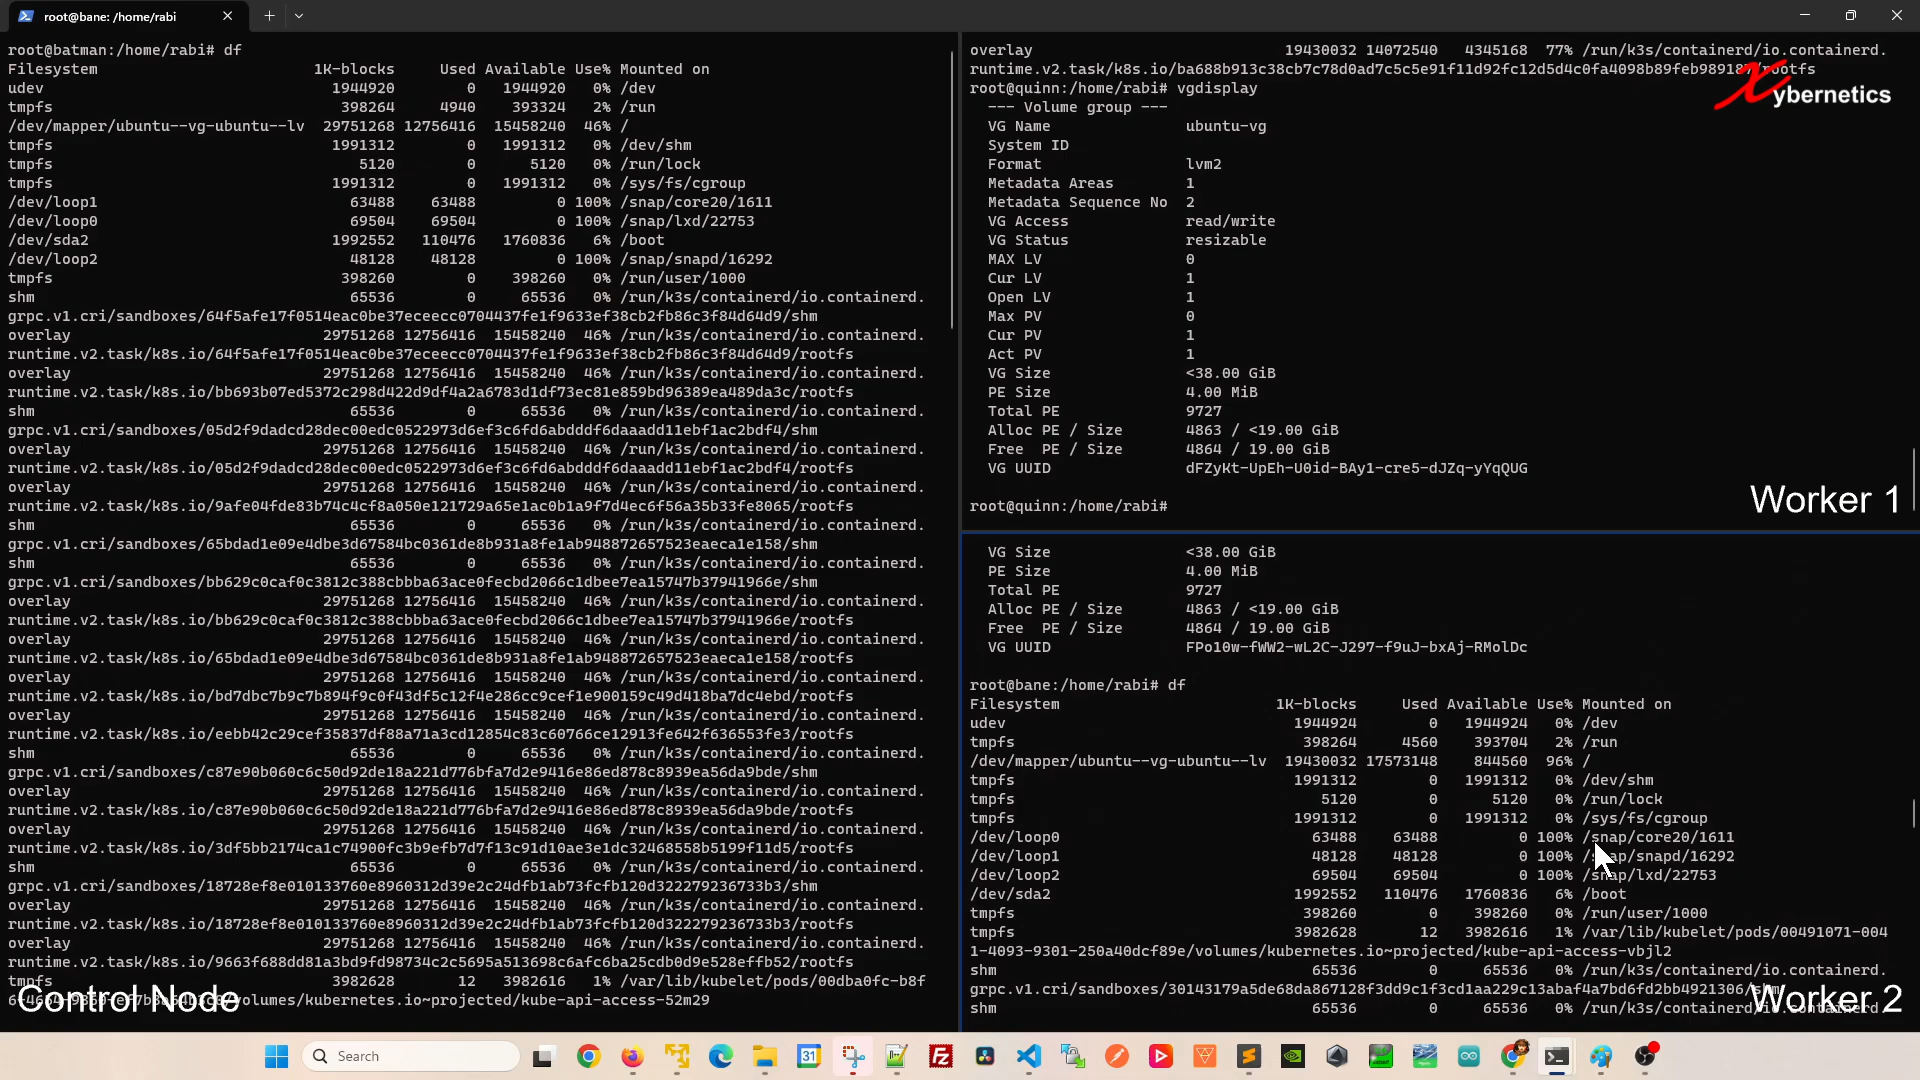 root@bane: /home/rabi
root@batman:/home/rabi# df
Filesystem 1K-blocks Used Available Use% Mounted on
udev 1944920 0 1944920 0% /dev
tmpfs 398264 4940 393324 2% /run
/dev/mapper/ubuntu--vg-ubuntu--lv 29751268 12756416 15458240 46% /
tmpfs 1991312 0 1991312 0% /dev/shm
tmpfs 5120 0 5120 0% /run/lock
tmpfs 1991312 0 1991312 0% /sys/fs/cgroup
/dev/loop1 63488 63488 0 100% /snap/core20/1611
/dev/loop0 69504 69504 0 100% /snap/lxd/22753
/dev/sda2 1992552 110476 1760836 6% /boot
/dev/loop2 48128 48128 0 100% /snap/snapd/16292
tmpfs 398260 0 398260 0% /run/user/1000
shm 65536 0 65536 0% /run/k3s/containerd/io.containerd.
grpc.v1.cri/sandboxes/64f5afe17f0514eac0be37eceecc0704437fe1f9633ef38cb2fb86c3f84d64d9/shm
overlay 29751268 12756416 15458240 46% /run/k3s/containerd/io.containerd.
runtime.v2.task/k8s.io/64f5afe17f0514eac0be37eceecc0704437fe1f9633ef38cb2fb86c3f84d64d9/rootfs
overlay 29751268 12756416 15458240 46% /run/k3s/containerd/io.containerd.
runtime.v2.task/k8s.io/bb693b07ed5372c298d422d9df4a2a6783d1df73ec81e859bd96389ea489da3c/rootfs
shm 65536 0 65536 0% /run/k3s/containerd/io.containerd.
grpc.v1.cri/sandboxes/05d2f9dadcd28dec00edc0522973d6ef3c6fd6abdddf6daaadd11ebf1ac2bdf4/shm
overlay 29751268 12756416 15458240 46% /run/k3s/containerd/io.containerd.
runtime.v2.task/k8s.io/05d2f9dadcd28dec00edc0522973d6ef3c6fd6abdddf6daaadd11ebf1ac2bdf4/rootfs
overlay 29751268 12756416 15458240 46% /run/k3s/containerd/io.containerd.
runtime.v2.task/k8s.io/9afe04fde83b74c4cf8a050e121729a65e1ac0b1a9f7d4ec6f56a35b33fe8065/rootfs
shm 65536 0 65536 0% /run/k3s/containerd/io.containerd.
grpc.v1.cri/sandboxes/65bdad1e09e4dbe3d67584bc0361de8b931a8fe1ab948872657523eaeca1e158/shm
shm 65536 0 65536 0% /run/k3s/containerd/io.containerd.
grpc.v1.cri/sandboxes/bb629c0caf0c3812c388cbbba63ace0fecbd2066c1dbee7ea15747b37941966e/shm
overlay 29751268 12756416 15458240 46% /run/k3s/containerd/io.containerd.
runtime.v2.task/k8s.io/bb629c0caf0c3812c388cbbba63ace0fecbd2066c1dbee7ea15747b37941966e/rootfs
overlay 29751268 12756416 15458240 46% /run/k3s/containerd/io.containerd.
runtime.v2.task/k8s.io/65bdad1e09e4dbe3d67584bc0361de8b931a8fe1ab948872657523eaeca1e158/rootfs
overlay 29751268 12756416 15458240 46% /run/k3s/containerd/io.containerd.
runtime.v2.task/k8s.io/bd7dbc7b9c7b894f9c0f43df5c12f4e286cc9cef1e900159c49d418ba7dc4ebd/rootfs
overlay 29751268 12756416 15458240 46% /run/k3s/containerd/io.containerd.
runtime.v2.task/k8s.io/eebb42c29cef35837df88a71a3cd12854c83c60766ce12913fe642f636553fe3/rootfs
shm 65536 0 65536 0% /run/k3s/containerd/io.containerd.
grpc.v1.cri/sandboxes/c87e90b060c6c50d92de18a221d776bfa7d2e9416e86ed878c8939ea56da9bde/shm
overlay 29751268 12756416 15458240 46% /run/k3s/containerd/io.containerd.
runtime.v2.task/k8s.io/c87e90b060c6c50d92de18a221d776bfa7d2e9416e86ed878c8939ea56da9bde/rootfs
overlay 29751268 12756416 15458240 46% /run/k3s/containerd/io.containerd.
runtime.v2.task/k8s.io/3df5bb2174ca1c74900fc3b9efb7d7f13c91d10ae3e1dc32468558b5199f11d5/rootfs
shm 65536 0 65536 0% /run/k3s/containerd/io.containerd.
grpc.v1.cri/sandboxes/18728ef8e010133760e8960312d39e2c24dfb1ab73fcfb120d322279236733b3/shm
overlay 29751268 12756416 15458240 46% /run/k3s/containerd/io.containerd.
runtime.v2.task/k8s.io/18728ef8e010133760e8960312d39e2c24dfb1ab73fcfb120d322279236733b3/rootfs
overlay 29751268 12756416 15458240 46% /run/k3s/containerd/io.containerd.
runtime.v2.task/k8s.io/9663f688dd81a3bd9fd98734c2c5695a513698c6afc6ba25cdb0d9e528effb52/rootfs
tmpfs 3982628 12 3982616 1% /var/lib/kubelet/pods/00dba0fc-b8f
volumes/kubernetes.io~projected/kube-api-access-52m29
Control Node
overlay 19430032 14072540 4345168 77% /run/k3s/containerd/io.containerd.
runtime.v2.task/k8s.io/ba688b913c38cb7c78d0ad7c5c5e91f11d92fc12d5d4c0fa4098b89feb989187/rootfs
Xybernetics
root@quinn:/home/rabi# vgdisplay
--- Volume group ---
VG Name ubuntu-vg
System ID
Format lvm2
Metadata Areas 1
Metadata Sequence No 2
VG Access read/write
VG Status resizable
MAX LV 0
Cur LV 1
Open LV 1
Max PV 0
Cur PV 1
Act PV 1
VG Size <38.00 GiB
PE Size 4.00 MiB
Total PE 9727
Alloc PE / Size 4863 / <19.00 GiB
Free PE / Size 4864 / 19.00 GiB
VG UUID dFZyKt-UpEh-U0id-BAy1-cre5-dJZq-yYqQUG
root@quinn:/home/rabi#
Worker 1
VG Size <38.00 GiB
PE Size 4.00 MiB
Total PE 9727
Alloc PE / Size 4863 / <19.00 GiB
Free PE / Size 4864 / 19.00 GiB
VG UUID FPo10w-fWW2-wL2C-J297-f9uJ-bxAj-RMolDc
root@bane:/home/rabi# df
Filesystem 1K-blocks Used Available Use% Mounted on
udev 1944924 0 1944924 0% /dev
tmpfs 398264 4560 393704 2% /run
/dev/mapper/ubuntu--vg-ubuntu--lv 19430032 17573148 844560 96% /
tmpfs 1991312 0 1991312 0% /dev/shm
tmpfs 5120 0 5120 0% /run/lock
tmpfs 1991312 0 1991312 0% /sys/fs/cgroup
/dev/loop0 63488 63488 0 100% /snap/core20/1611
/dev/loop1 48128 48128 0 100% /snap/snapd/16292
/dev/loop2 69504 69504 0 100% /snap/lxd/22753
/dev/sda2 1992552 110476 1760836 6% /boot
tmpfs 398260 0 398260 0% /run/user/1000
tmpfs 3982628 12 3982616 1% /var/lib/kubelet/pods/00491071-004
1-4093-9301-250a40dcf89e/volumes/kubernetes.io~projected/kube-api-access-vbjl2
shm 65536 0 65536 0% /run/k3s/containerd/io.containerd.
grpc.v1.cri/sandboxes/30143179a5de68da867128f3dd9c1f3cd1aa229c13abaf4a7bd6fd2bb4921306/shm
shm 65536 0 65536 0% /run/k3s/containerd/io.containerd
Worker 2
Search